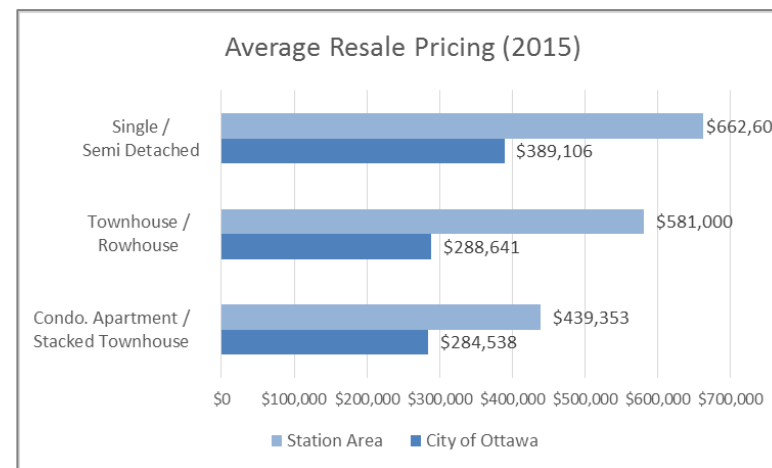 Average Resale Pricing (2015)
Single /
Semi Detached
$389,106
Townhouse /
Rowhouse
$581,000
$288,641
Condo. Apartment /
Stacked Townhouse
$439,353
$284,538
$0 $100,000 $200,000 $300,000 $400,000 $500,000 $600,000 $700,000
Station Area City of Ottawa